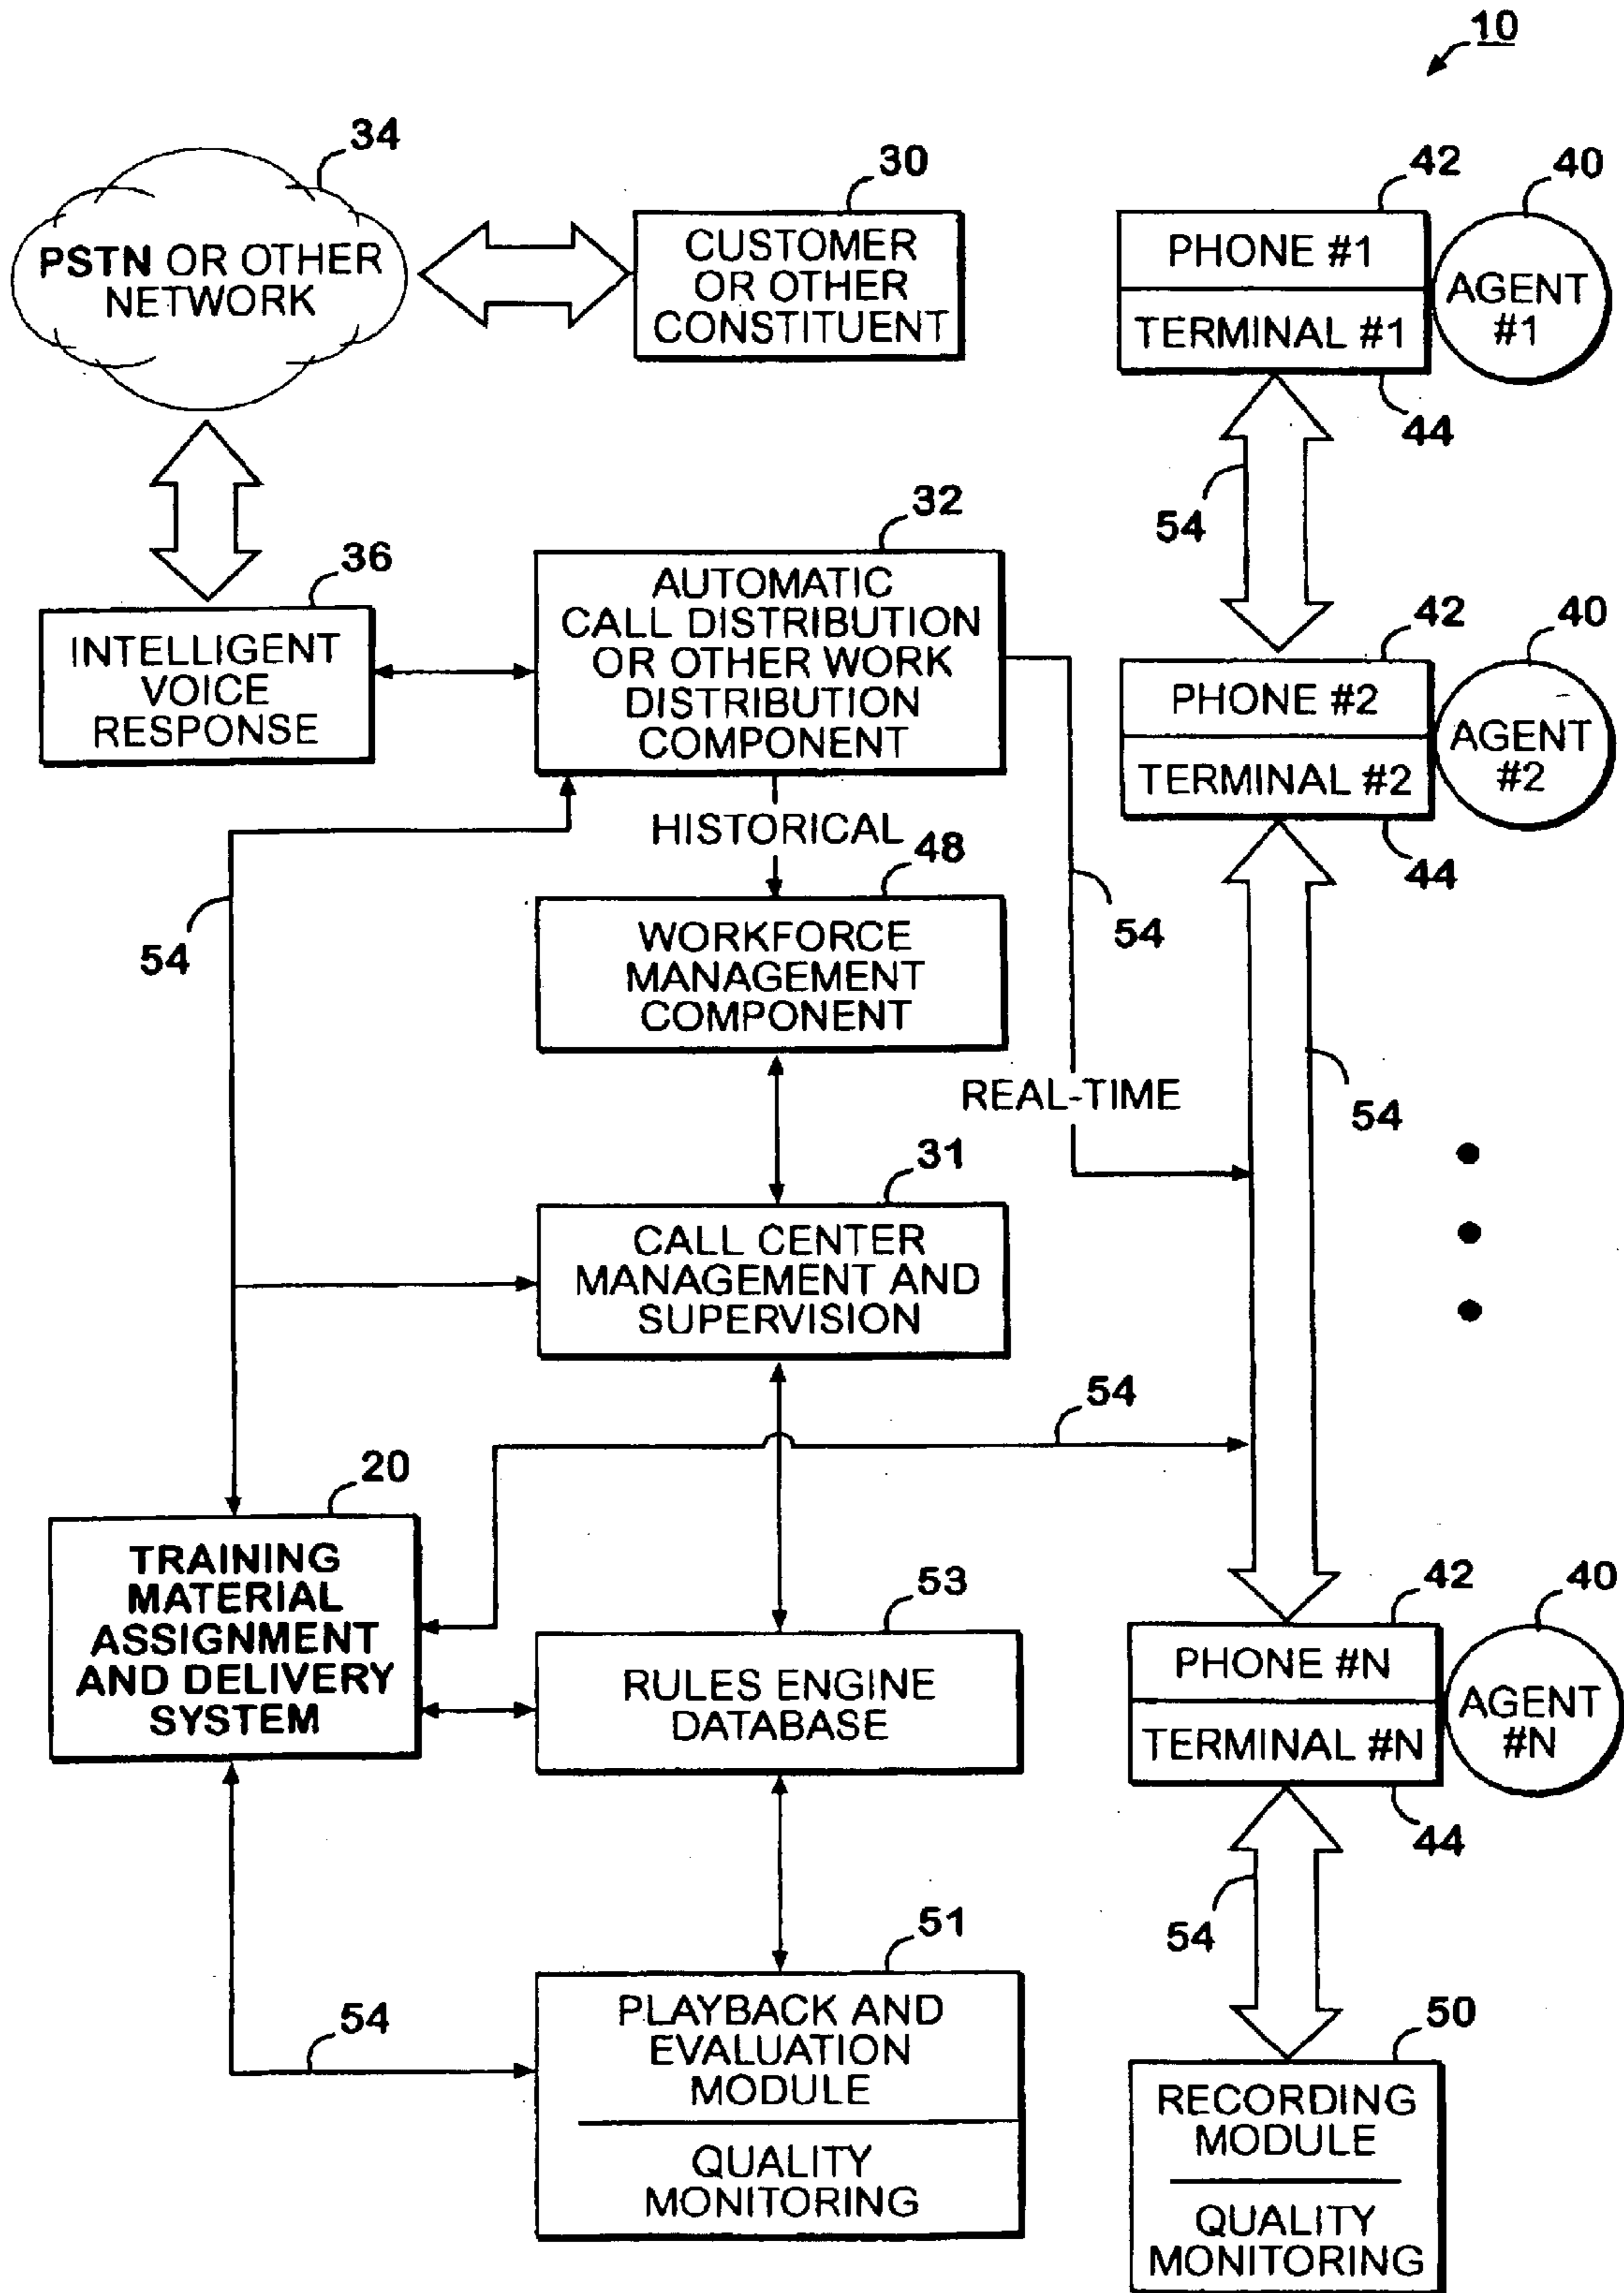 10
34
PSTN OR OTHER
NETWORK
30
CUSTOMER
OR OTHER
CONSTITUENT
42
PHONE #1
TERMINAL #1
44
40
AGENT
#1
54
36
INTELLIGENT
VOICE
RESPONSE
32
AUTOMATIC
CALL DISTRIBUTION
OR OTHER WORK
DISTRIBUTION
COMPONENT
42
PHONE #2
TERMINAL #2
44
40
AGENT
#2
HISTORICAL
54
48
WORKFORCE
MANAGEMENT
COMPONENT
54
REAL-TIME
54
31
CALL CENTER
MANAGEMENT AND
SUPERVISION
54
20
TRAINING
MATERIAL
ASSIGNMENT
AND DELIVERY
SYSTEM
53
RULES ENGINE
DATABASE
42
PHONE #N
TERMINAL #N
44
40
AGENT
#N
54
54
51
PLAYBACK AND
EVALUATION
MODULE
QUALITY
MONITORING
50
RECORDING
MODULE
QUALITY
MONITORING